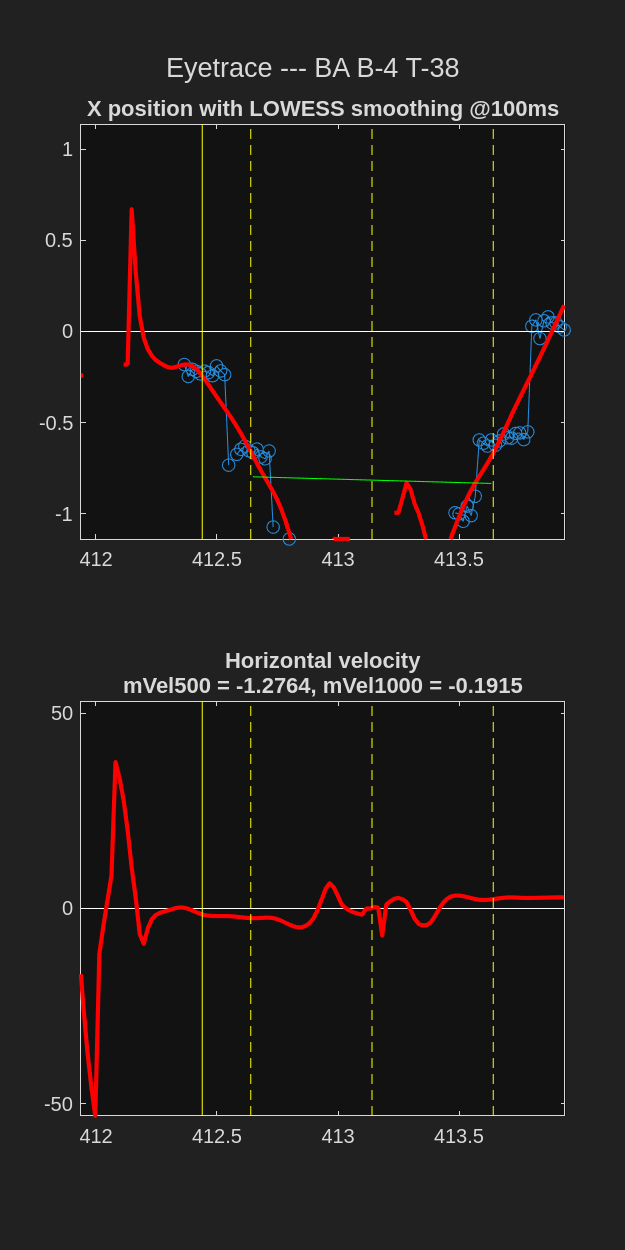 Eyetrace --- BA B-4 T-38
X position with LOWESS smoothing @100ms
1
0.5
0
-0.5
-1
412 412.5 413 413.5
Horizontal velocity
mVel500 = -1.2764, mVel1000 = -0.1915
50
0
-50
412 412.5 413 413.5